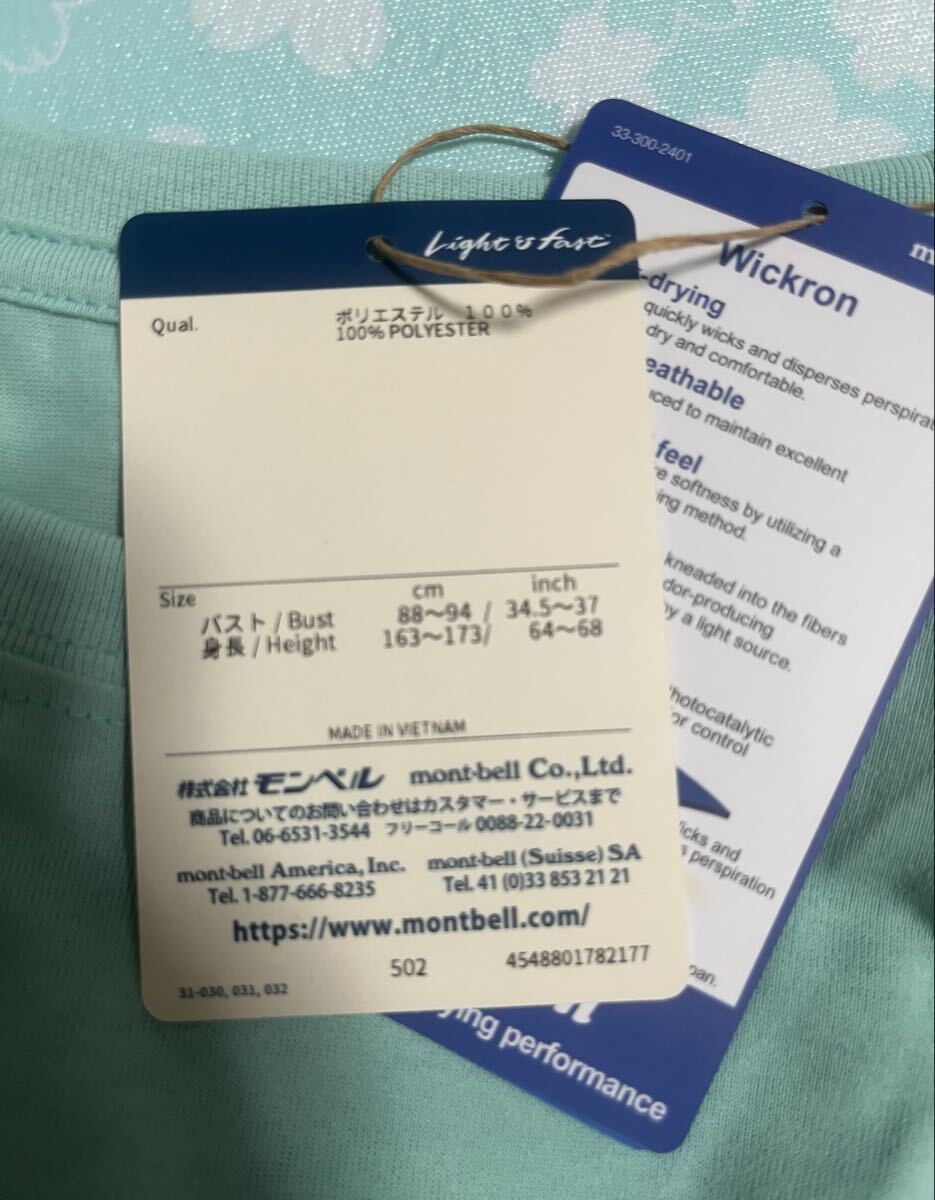 Light & Fast
Qual.
ポリエステル １００%
100% POLYESTER
Size
cm inch
バスト / Bust 88～94 / 34.5～37
身長 / Height 163～173/ 64～68
MADE IN VIETNAM
株式会社 モンベル mont-bell Co.,Ltd.
商品についてのお問い合わせはカスタマー・サービスまで
Tel. 06-6531-3544 フリーコール 0088-22-0031
mont-bell America, Inc. mont-bell (Suisse) SA
Tel. 1-877-666-8235 Tel. 41 (0)33 853 21 21
https://www.montbell.com/
502 4548801782177
31-030, 031, 032
33-300-2401
m
Wickron
-drying
quickly wicks and disperses perspirat
dry and comfortable.
eathable
uced to maintain excellent
feel
e softness by utilizing a
ing method.
kneaded into the fibers
dor-producing
by a light source.
hotocatalytic
or control
icks and
s perspiration
pan.
ying performance